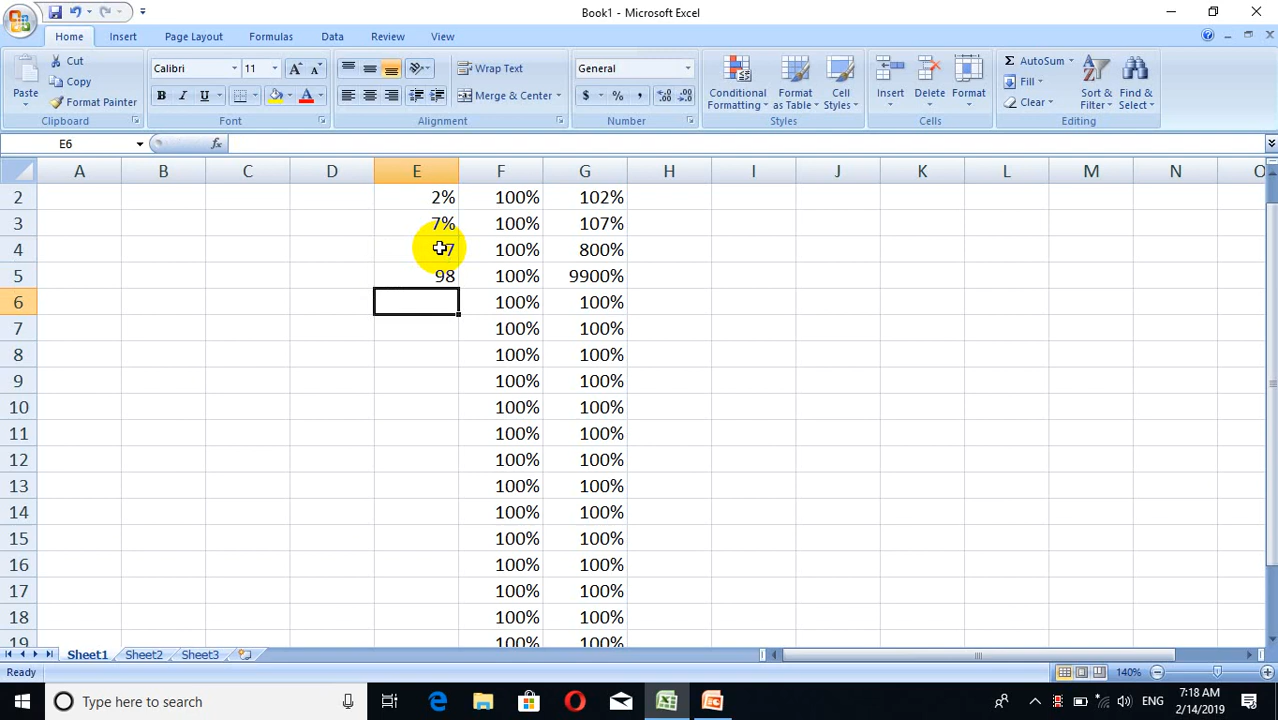 Book1 - Microsoft Excel
Home Insert Page Layout Formulas Data Review View
Paste
Cut
Copy
Format Painter
Clipboard
Calibri 11 A A
B I U A
Font
Wrap Text
Merge & Center
Alignment
General
$ % ,
Number
Conditional Formatting
Format as Table
Cell Styles
Styles
Insert Delete Format
Cells
Σ AutoSum
Fill
Clear
Sort & Filter
Find & Select
Editing
E6 fx
A B C D E F G H I J K L M N O
2 2% 100% 102%
3 7% 100% 107%
4 7 100% 800%
5 98 100% 9900%
6 100% 100%
7 100% 100%
8 100% 100%
9 100% 100%
10 100% 100%
11 100% 100%
12 100% 100%
13 100% 100%
14 100% 100%
15 100% 100%
16 100% 100%
17 100% 100%
18 100% 100%
19 100% 100%
Sheet1 Sheet2 Sheet3
Ready 140%
Type here to search
ENG
7:18 AM
2/14/2019